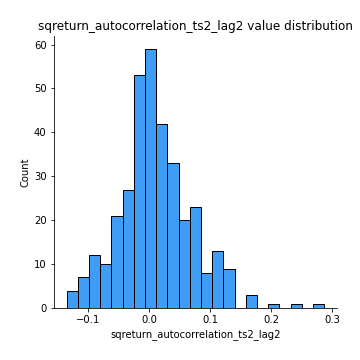 sqreturn_autocorrelation_ts2_lag2 value distribution
60
50
40
30
20
10
0
Count
−0.1 0.0 0.1 0.2 0.3
sqreturn_autocorrelation_ts2_lag2